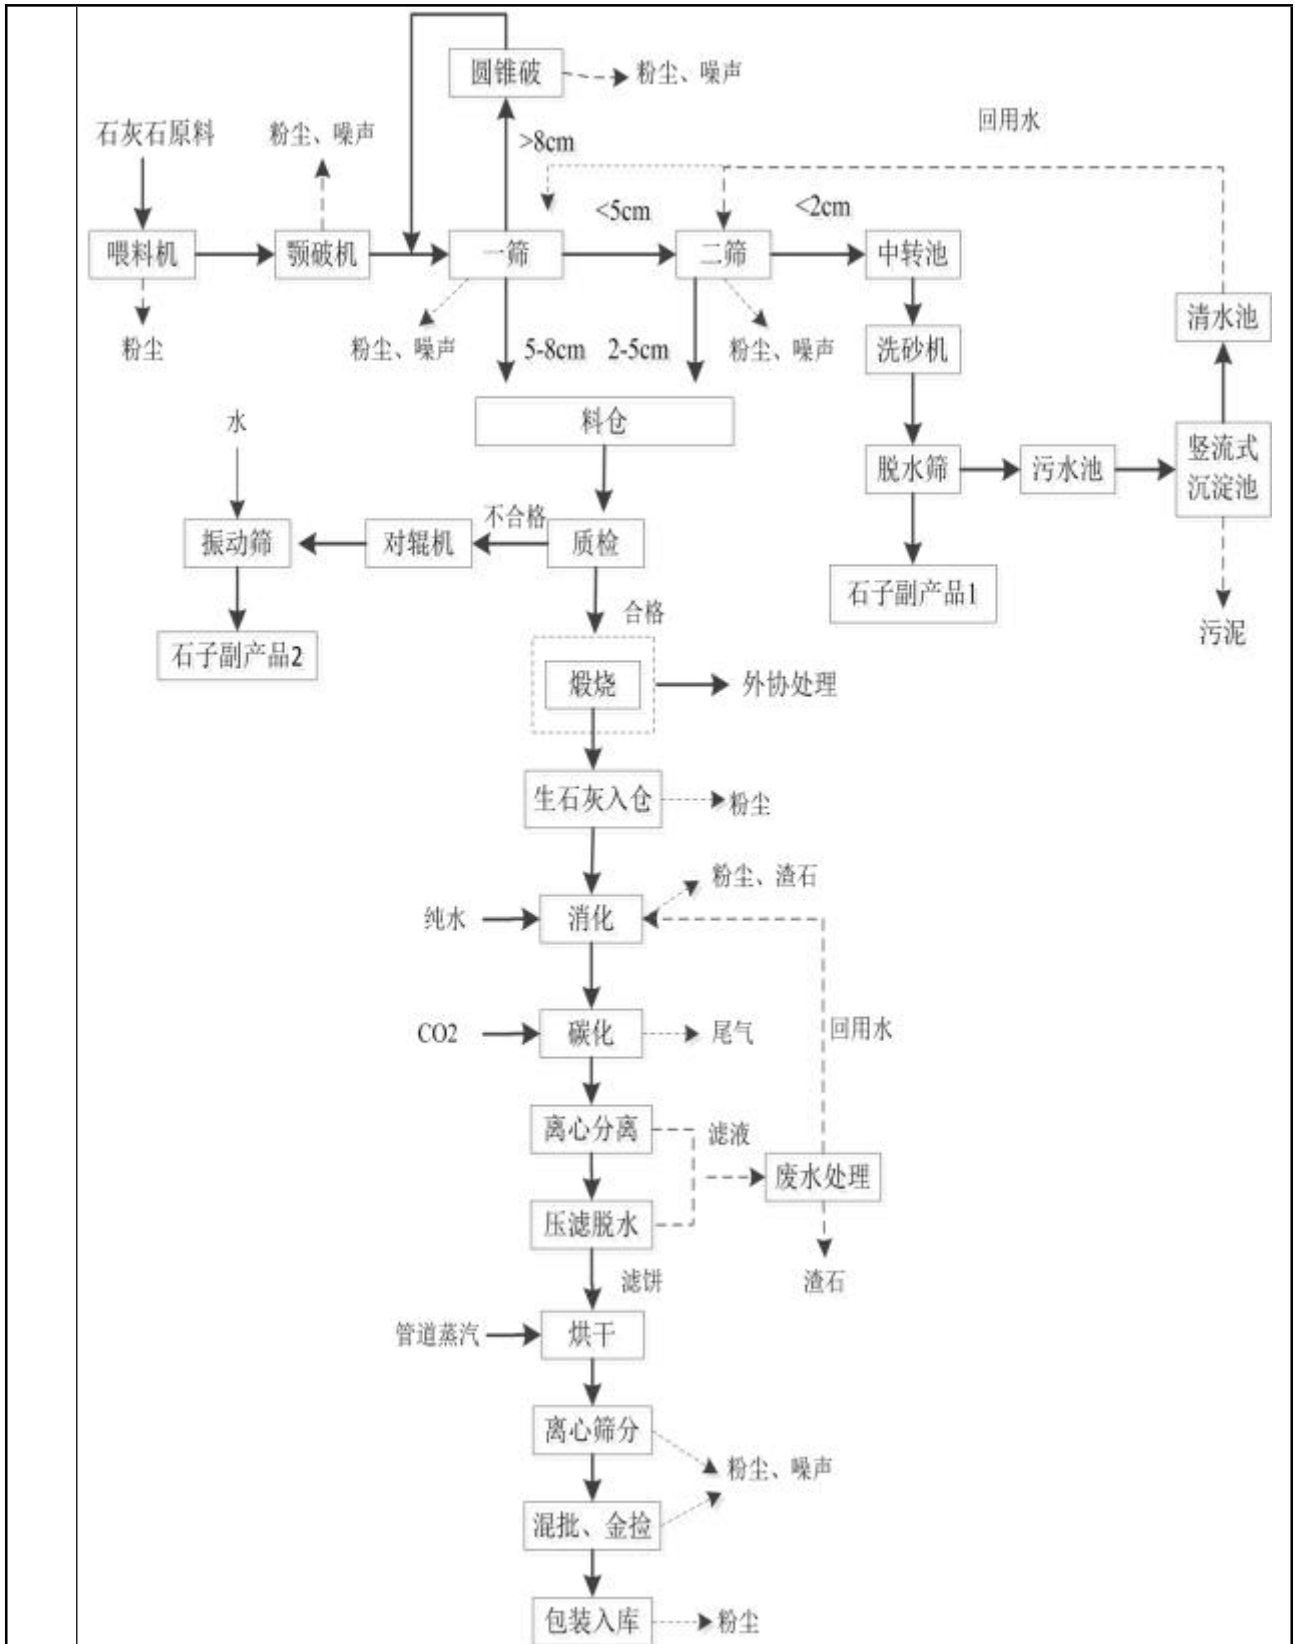 圆锥破
粉尘、噪声
回用水
石灰石原料
粉尘、噪声
>8cm
<5cm
<2cm
喂料机
颚破机
一筛
二筛
中转池
清水池
粉尘
粉尘、噪声
5-8cm
2-5cm
粉尘、噪声
洗砂机
水
料仓
脱水筛
污水池
竖流式
沉淀池
不合格
振动筛
对辊机
质检
石子副产品1
合格
污泥
石子副产品2
煅烧
外协处理
生石灰入仓
粉尘
粉尘、渣石
纯水
消化
CO2
碳化
尾气
回用水
离心分离
滤液
废水处理
压滤脱水
滤饼
渣石
管道蒸汽
烘干
离心筛分
粉尘、噪声
混批、金捡
包装入库
粉尘